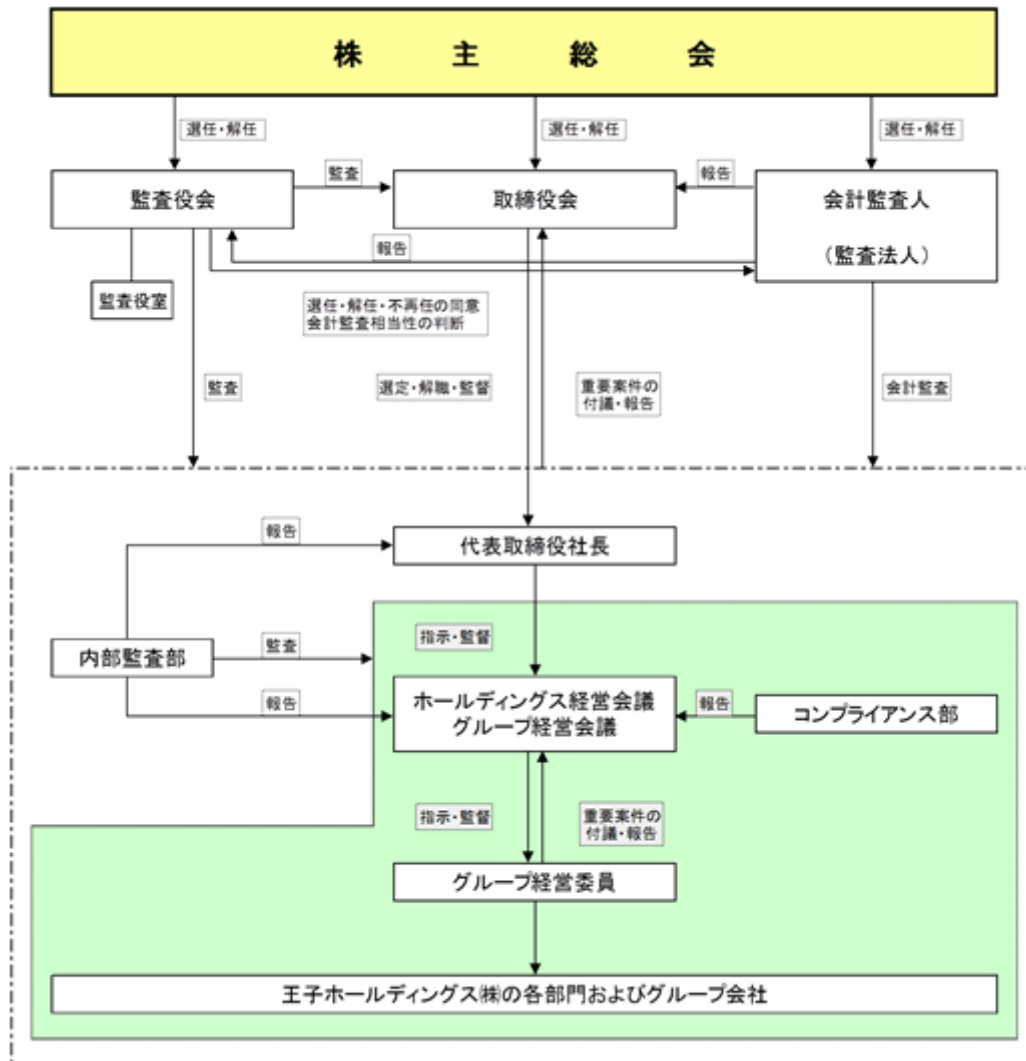 株主総会
選任・解任
選任・解任
選任・解任
監査役会
監査
取締役会
報告
会計監査人
(監査法人)
報告
監査役室
選任・解任・不再任の同意
会計監査相当性の判断
監査
選定・解職・監督
重要案件の
付議・報告
会計監査
報告
代表取締役社長
指示・監督
内部監査部
監査
報告
ホールディングス経営会議
グループ経営会議
報告
コンプライアンス部
指示・監督
重要案件の
付議・報告
グループ経営委員
王子ホールディングス㈱の各部門およびグループ会社